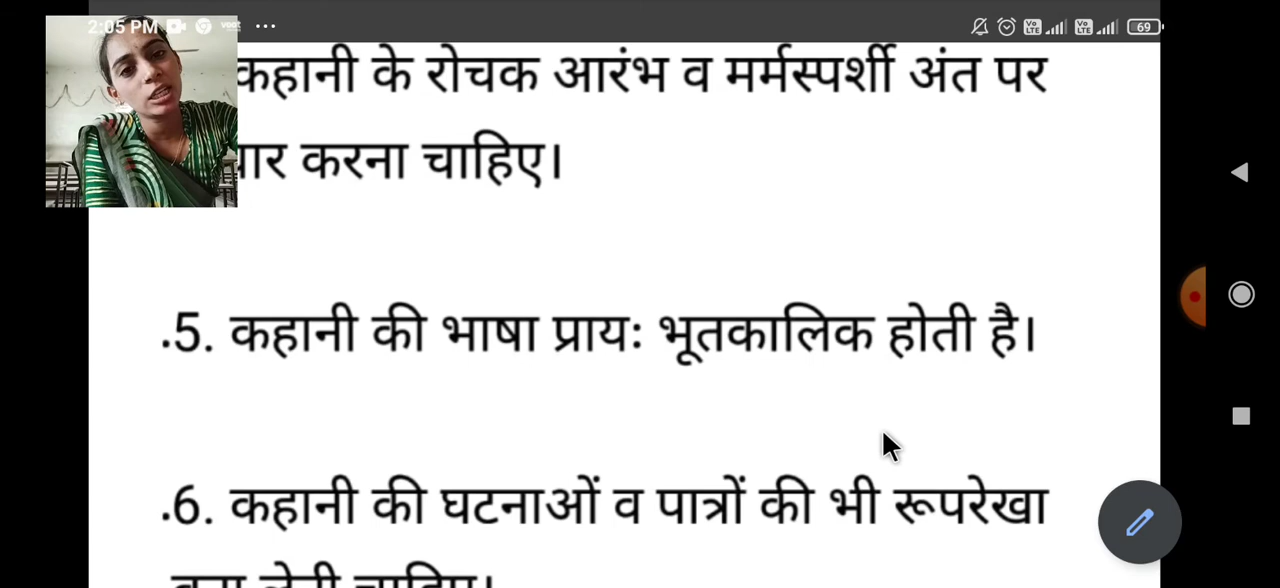 2:05 PM
69
कहानी के रोचक आरंभ व मर्मस्पर्शी अंत पर
करना चाहिए।
.5. कहानी की भाषा प्रायः भूतकालिक होती है।
.6. कहानी की घटनाओं व पात्रों की भी रूपरेखा